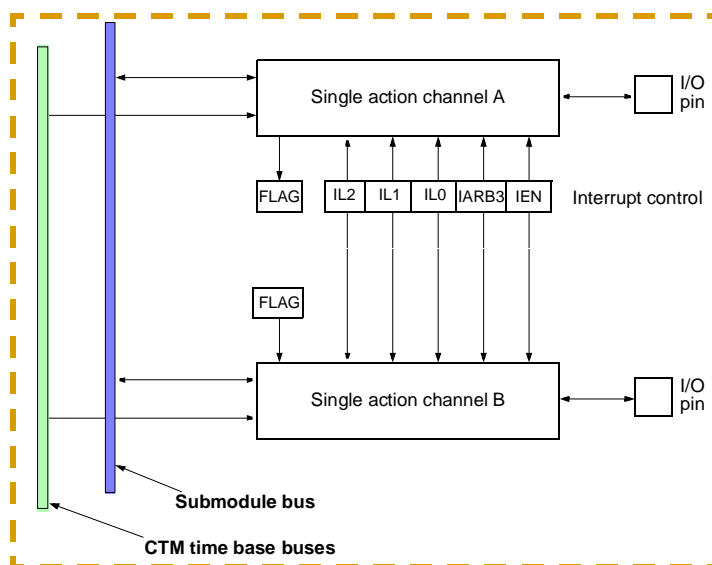 Single action channel A
I/O
pin
FLAG
IL2
IL1
IL0
IARB3
IEN
Interrupt control
FLAG
Single action channel B
I/O
pin
Submodule bus
CTM time base buses